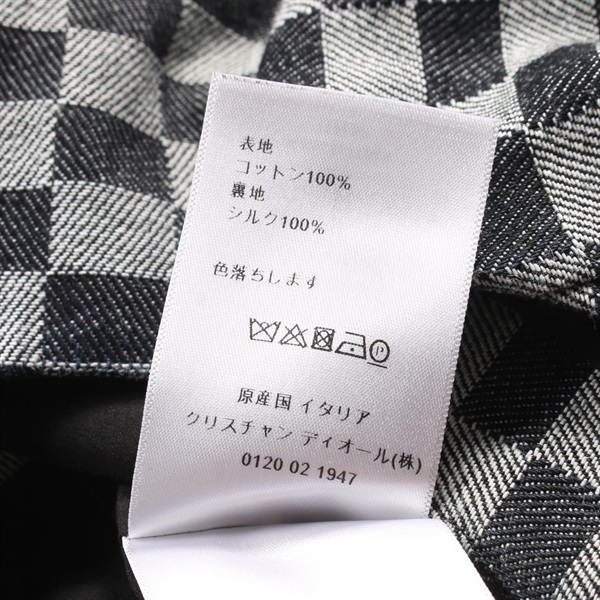 表地
コットン100%
裏地
シルク100%
色落ちします
P
原産国 イタリア
クリスチャン ディオール(株)
0120 02 1947